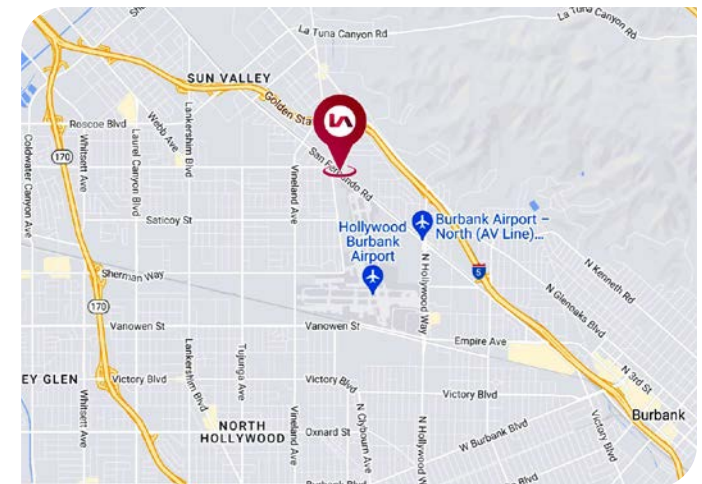 La Tuna Canyon Rd
La Tuna Canyon Rd
SUN VALLEY
Golden Sta
Roscoe Blvd
Webb Ave
Lankershim Blvd
Laurel Canyon Blvd
Whitsett Ave
Coldwater Canyon Ave
170
San Fernando Rd
Vineland Ave
Saticoy St
Hollywood
Burbank
Airport
Burbank Airport –
North (AV Line)...
Sherman Way
N Hollywood Way
5
N Kenneth Rd
N Glenoaks Blvd
170
Vanowen St
Vanowen St
Empire Ave
EY GLEN
Whitsett Ave
Victory Blvd
Lankershim Blvd
Tujunga Ave
Victory Blvd
Victory Blvd
N 3rd St
Burbank
Victory Blvd
NORTH
HOLLYWOOD
Vineland Ave
Oxnard St
N Clybourn Ave
N Hollywood W
W Burbank Blvd